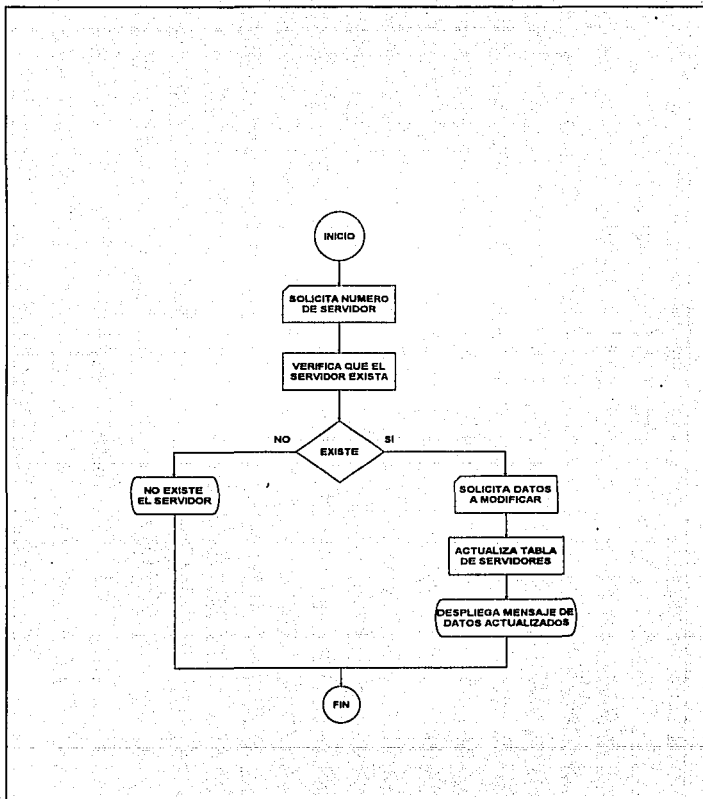 INICIO
SOLICITA NUMERO
DE SERVIDOR
VERIFICA QUE EL
SERVIDOR EXISTA
NO
SI
EXISTE
NO EXISTE
EL SERVIDOR
SOLICITA DATOS
A MODIFICAR
ACTUALIZA TABLA
DE SERVIDORES
DESPLIEGA MENSAJE DE
DATOS ACTUALIZADOS
FIN